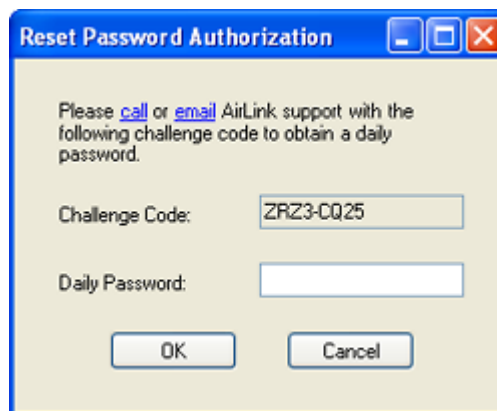 Reset Password Authorization
Please call or email AirLink support with the
following challenge code to obtain a daily
password.
Challenge Code: ZRZ3-CQ25
Daily Password:
OK Cancel